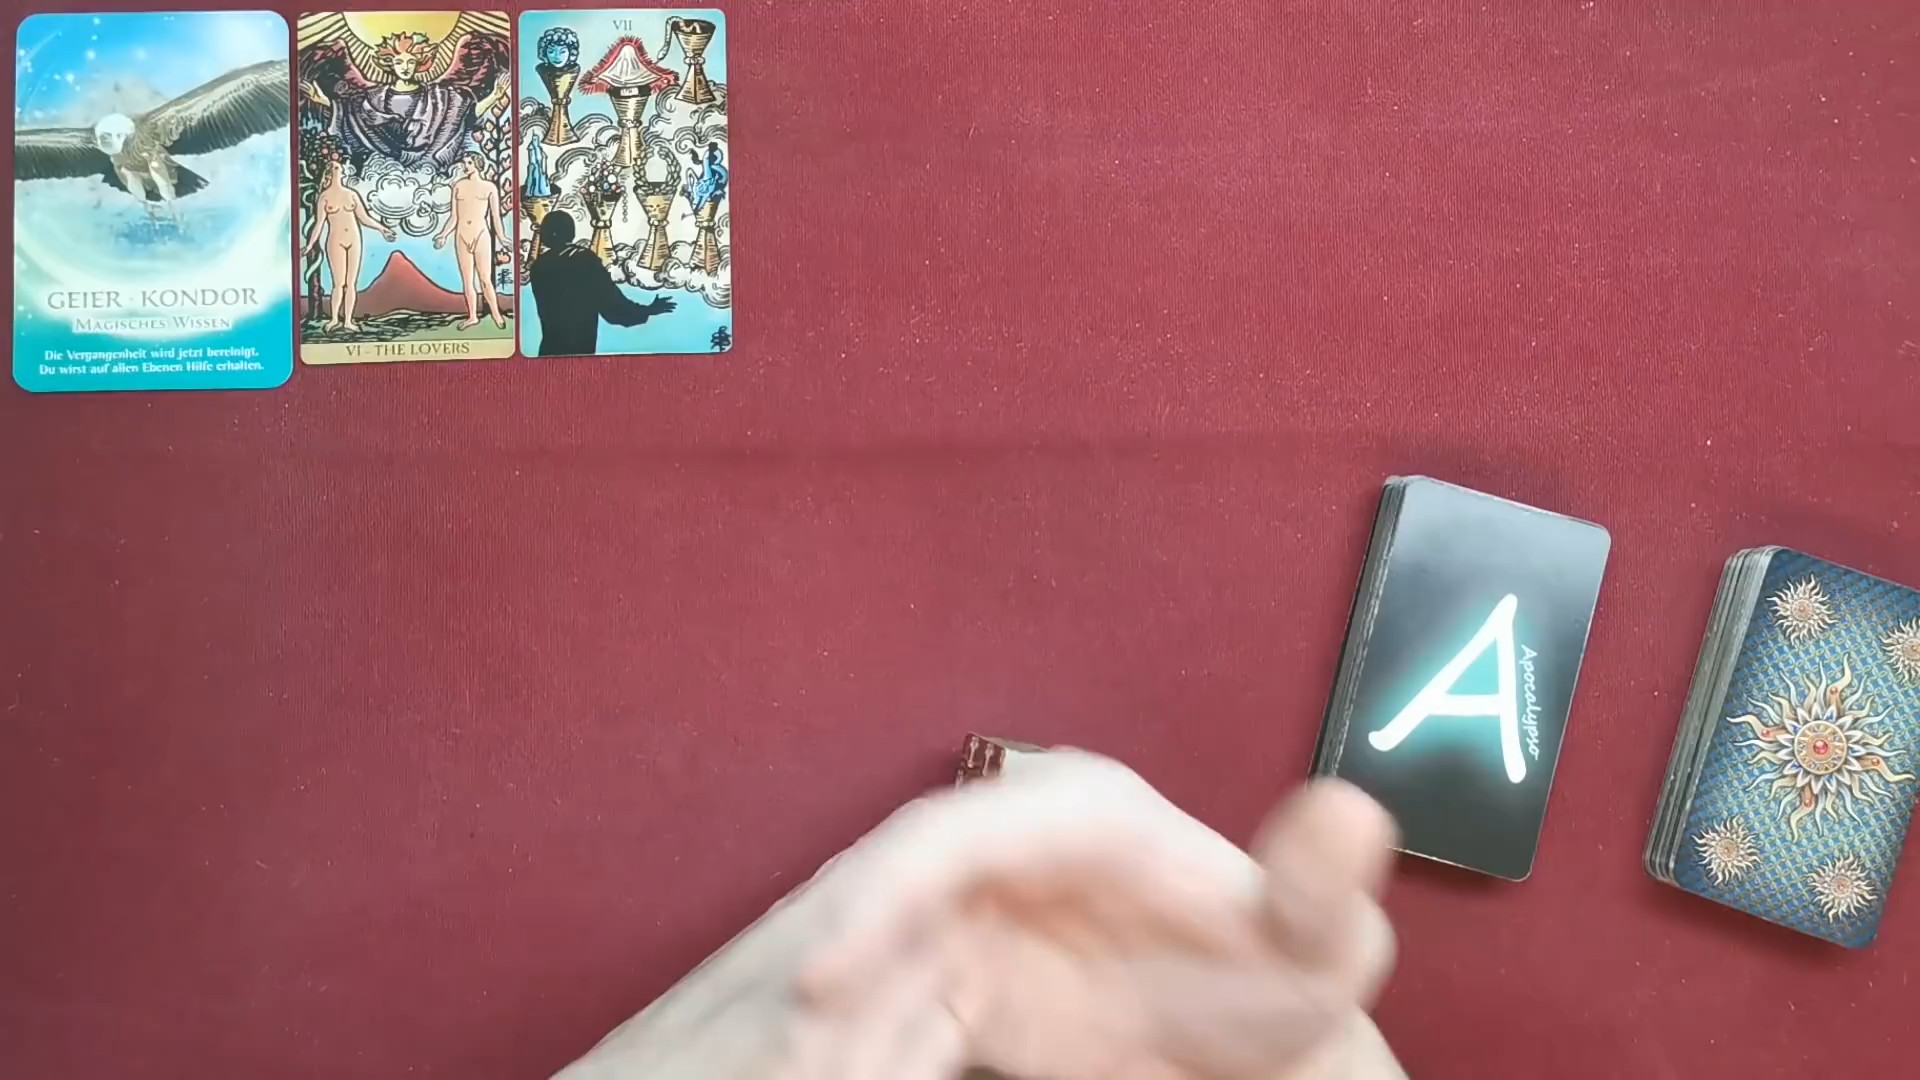 GEIER · KONDOR
MAGISCHES WISSEN
Die Vergangenheit wird jetzt bereinigt.
Du wirst auf allen Ebenen Hilfe erhalten.
VI - THE LOVERS
VII
A
Apocalypso